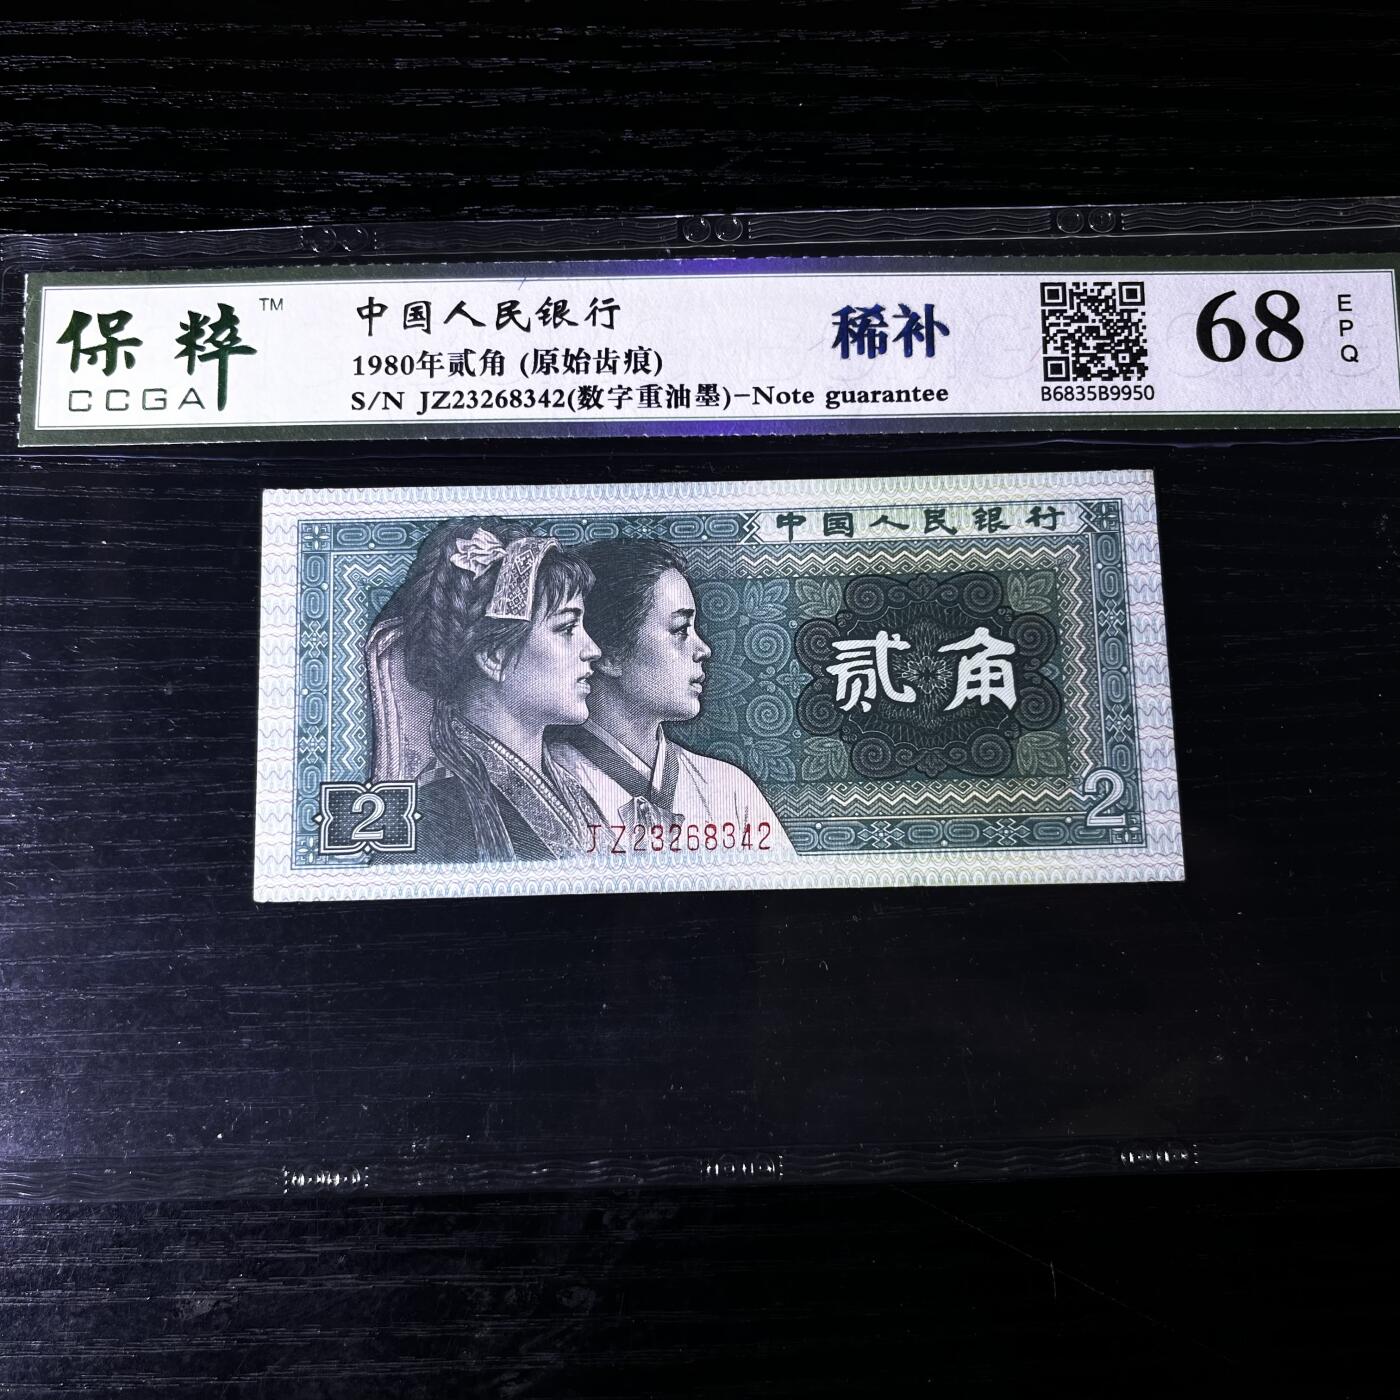 保粹™
CCGA
中国人民银行
1980年贰角 (原始齿痕)
S/N JZ23268342(数字重油墨)-Note guarantee
稀补
B6835B9950
68
EPQ
中国人民银行
贰角
2
2
JZ23268342